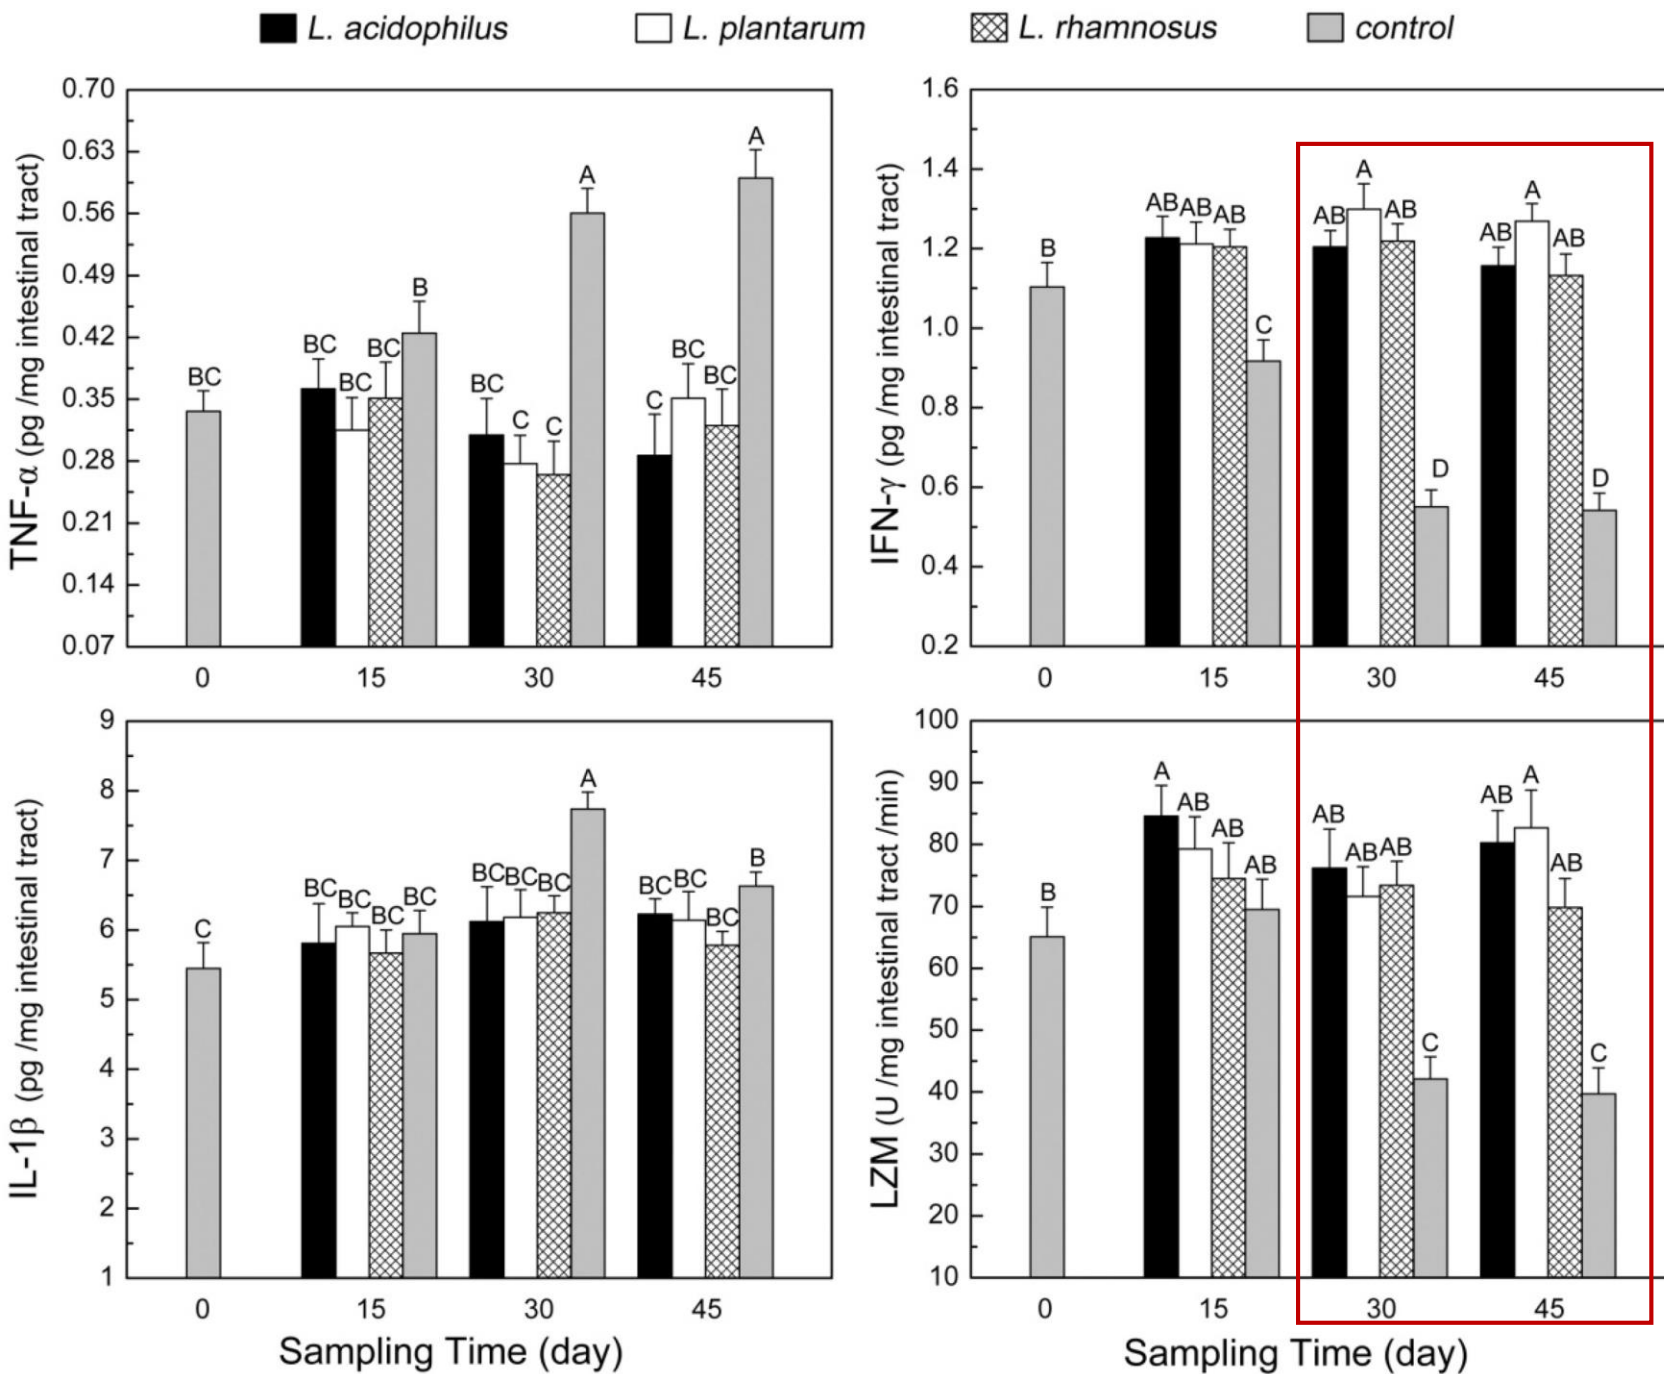 L. acidophilus L. plantarum L. rhamnosus control
TNF-α (pg /mg intestinal tract)
0.70
0.63
0.56
0.49
0.42
0.35
0.28
0.21
0.14
0.07
BC
BC BC BC B
BC C C A
C BC BC A
0 15 30 45
IFN-γ (pg /mg intestinal tract)
1.6
1.4
1.2
1.0
0.8
0.6
0.4
0.2
B
AB AB AB C
AB A AB D
AB A AB D
0 15 30 45
IL-1β (pg /mg intestinal tract)
9
8
7
6
5
4
3
2
1
C
BC BC BC BC
BC BC BC A
BC BC BC B
0 15 30 45
Sampling Time (day)
LZM (U /mg intestinal tract /min)
100
90
80
70
60
50
40
30
20
10
B
A AB AB AB
AB AB AB C
AB A AB C
0 15 30 45
Sampling Time (day)